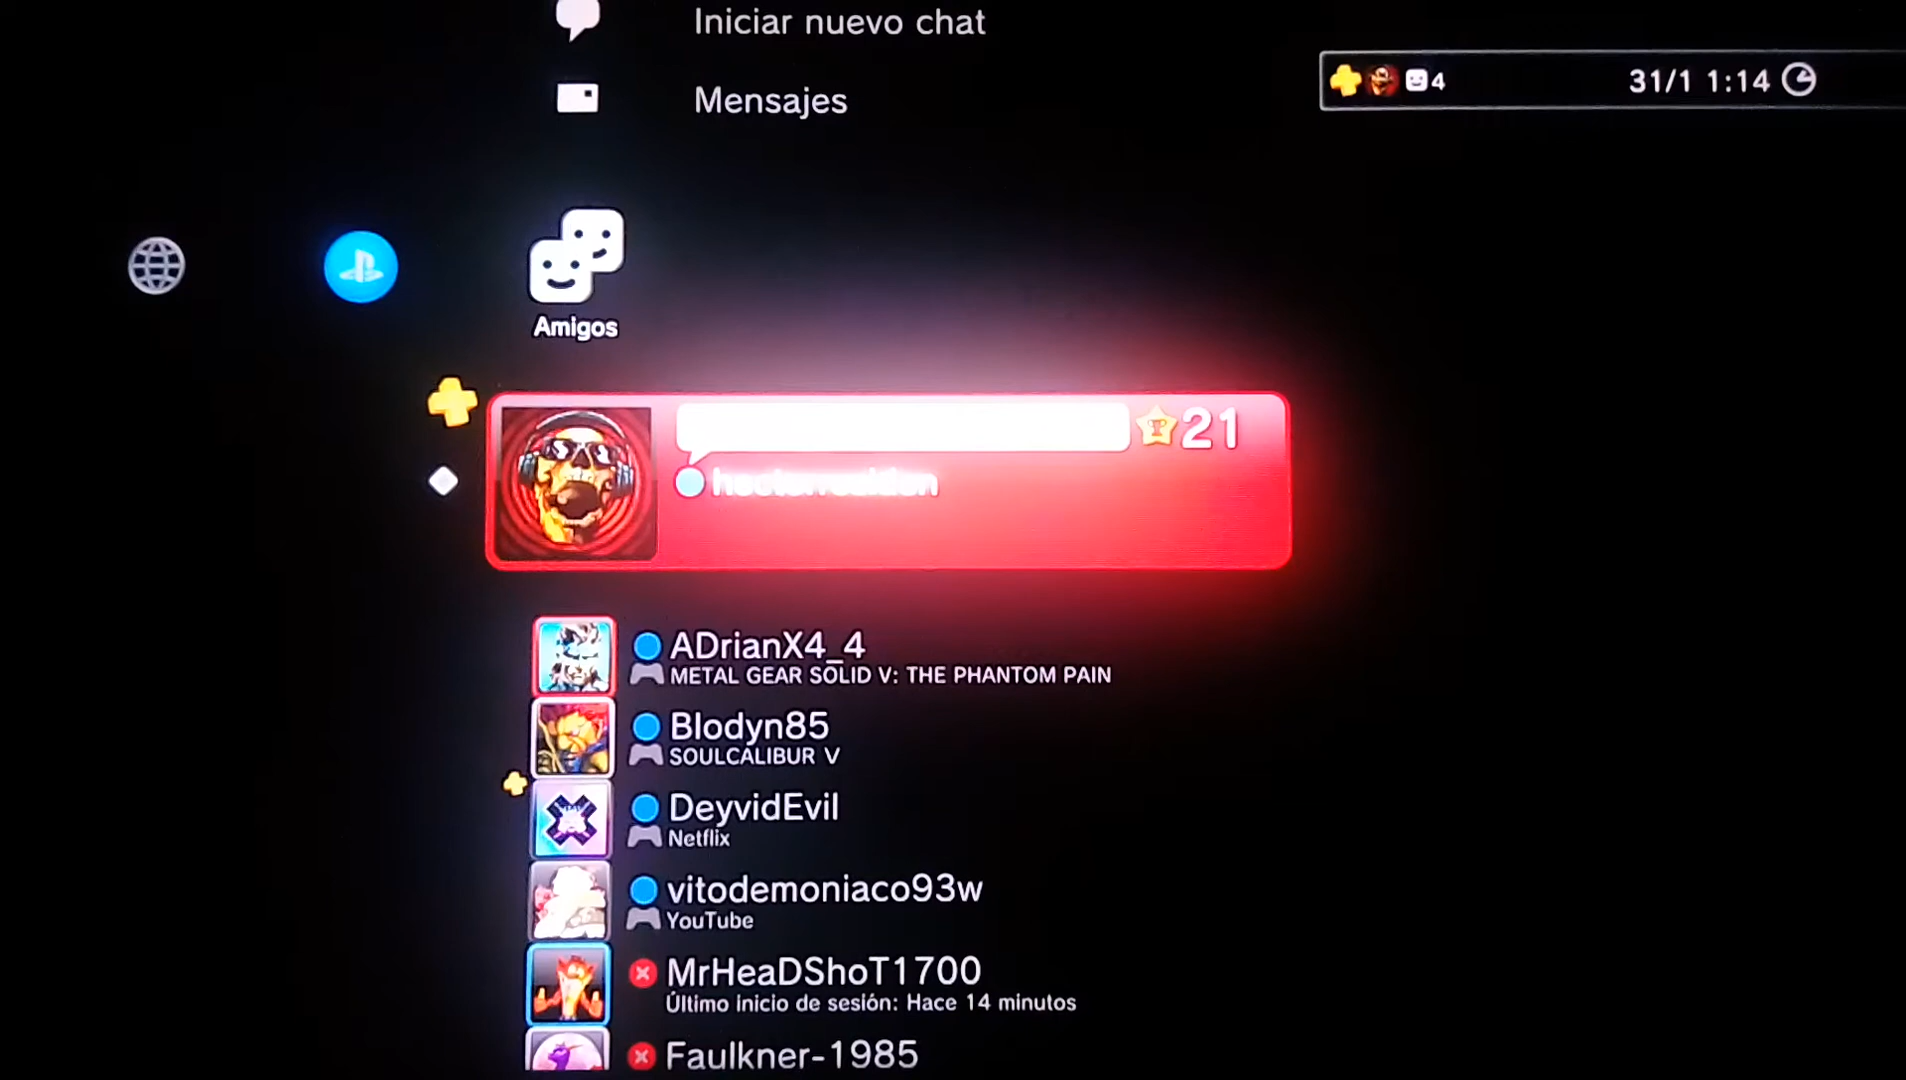 Iniciar nuevo chat
Mensajes
4 31/1 1:14
Amigos
21
ADrianX4_4
METAL GEAR SOLID V: THE PHANTOM PAIN
Blodyn85
SOULCALIBUR V
DeyvidEvil
Netflix
vitodemoniaco93w
YouTube
MrHeaDShoT1700
Último inicio de sesión: Hace 14 minutos
Faulkner-1985